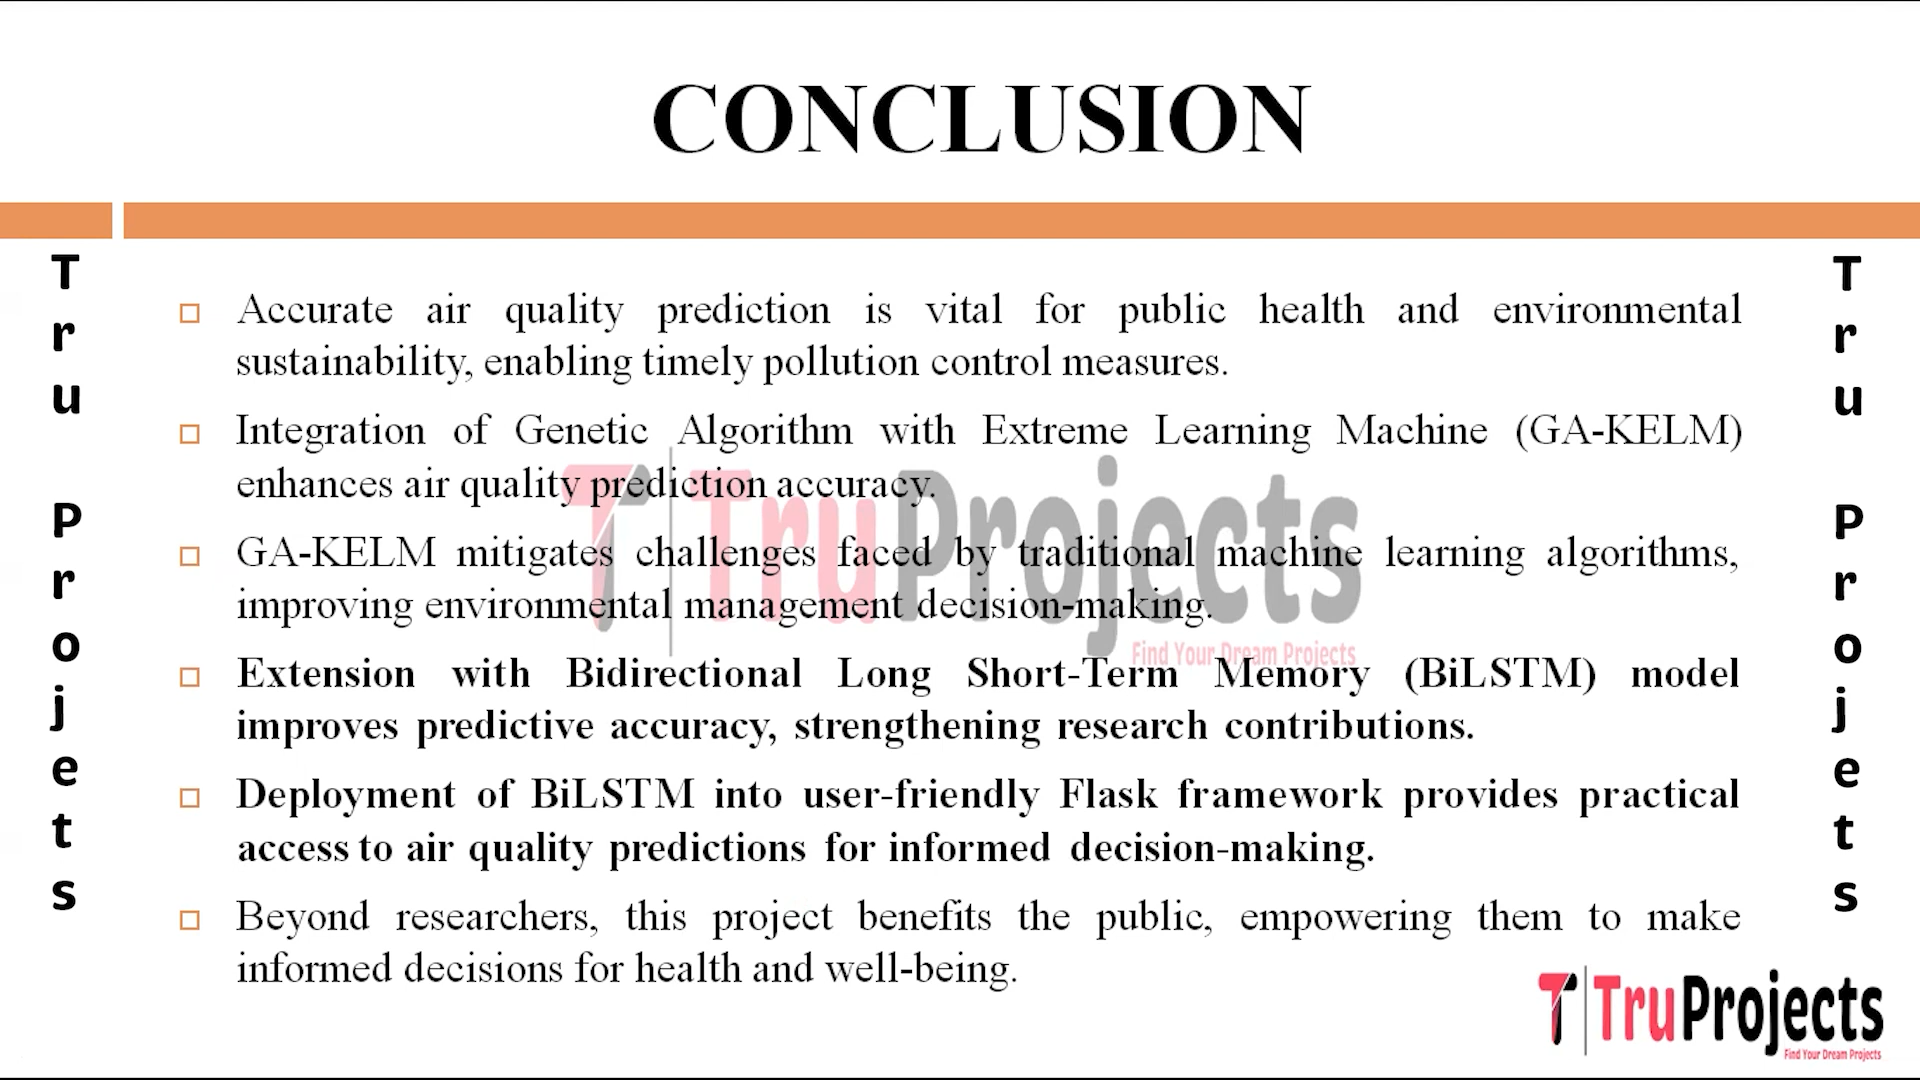 CONCLUSION
T
r
u
P
r
o
j
e
t
s
Accurate air quality prediction is vital for public health and environmental
sustainability, enabling timely pollution control measures.
Integration of Genetic Algorithm with Extreme Learning Machine (GA-KELM)
enhances air quality prediction accuracy.
GA-KELM mitigates challenges faced by traditional machine learning algorithms,
improving environmental management decision-making.
Extension with Bidirectional Long Short-Term Memory (BiLSTM) model
improves predictive accuracy, strengthening research contributions.
Deployment of BiLSTM into user-friendly Flask framework provides practical
access to air quality predictions for informed decision-making.
Beyond researchers, this project benefits the public, empowering them to make
informed decisions for health and well-being.
TruProjects
Find Your Dream Projects
T
r
u
P
r
o
j
e
t
s
TruProjects
Find Your Dream Projects